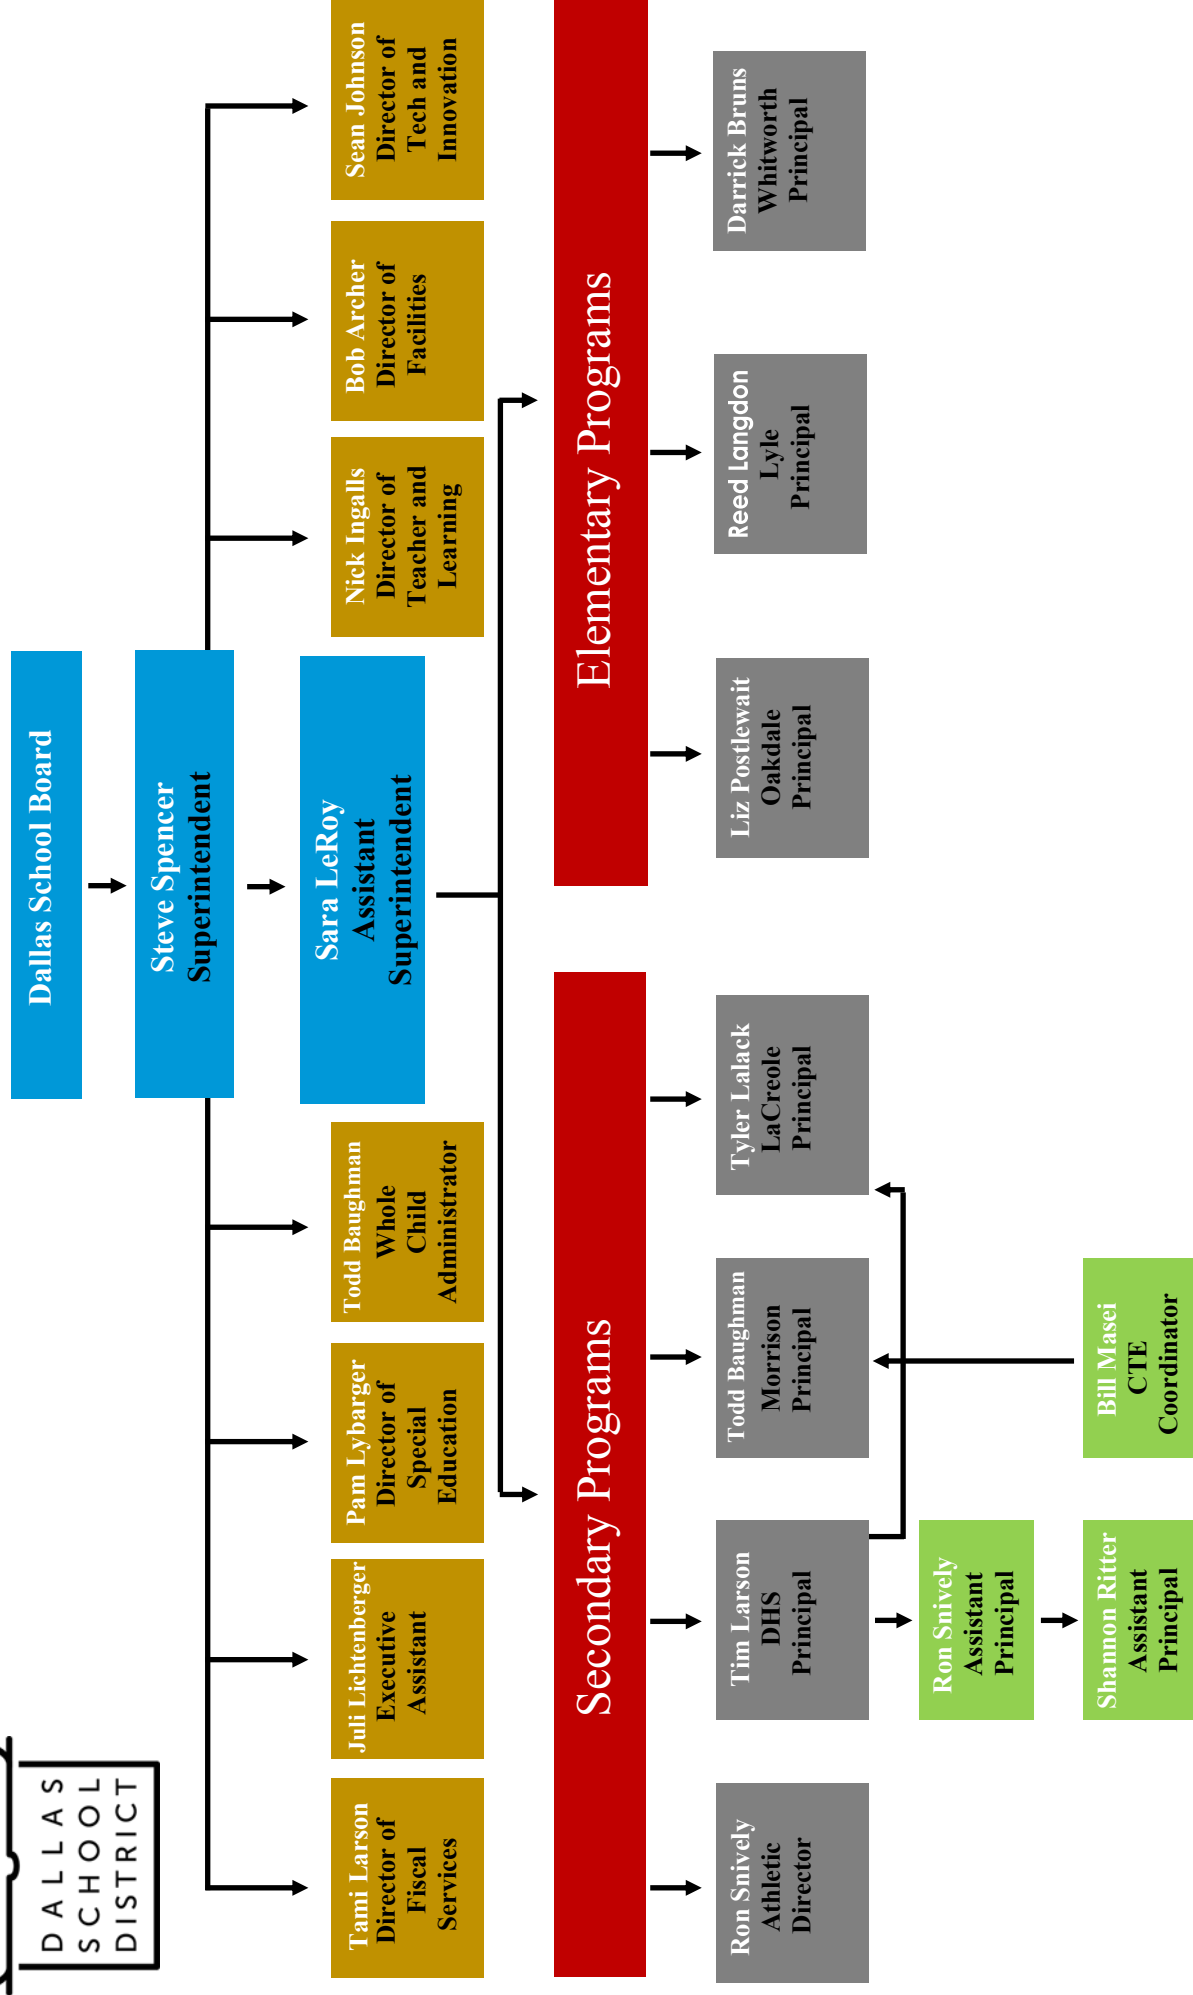 DALLAS
SCHOOL
DISTRICT
Dallas School Board
Steve Spencer
Superintendent
Sara LeRoy
Assistant
Superintendent
Tami Larson
Director of
Fiscal
Services
Juli Lichtenberger
Executive
Assistant
Pam Lybarger
Director of
Special
Education
Todd Baughman
Whole
Child
Administrator
Nick Ingalls
Director of
Teacher and
Learning
Bob Archer
Director of
Facilities
Sean Johnson
Director of
Tech and
Innovation
Secondary Programs
Elementary Programs
Ron Snively
Athletic
Director
Tim Larson
DHS
Principal
Todd Baughman
Morrison
Principal
Tyler Lalack
LaCreole
Principal
Liz Postlewait
Oakdale
Principal
Reed Langdon
Lyle
Principal
Darrick Bruns
Whitworth
Principal
Ron Snively
Assistant
Principal
Shannon Ritter
Assistant
Principal
Bill Masei
CTE
Coordinator